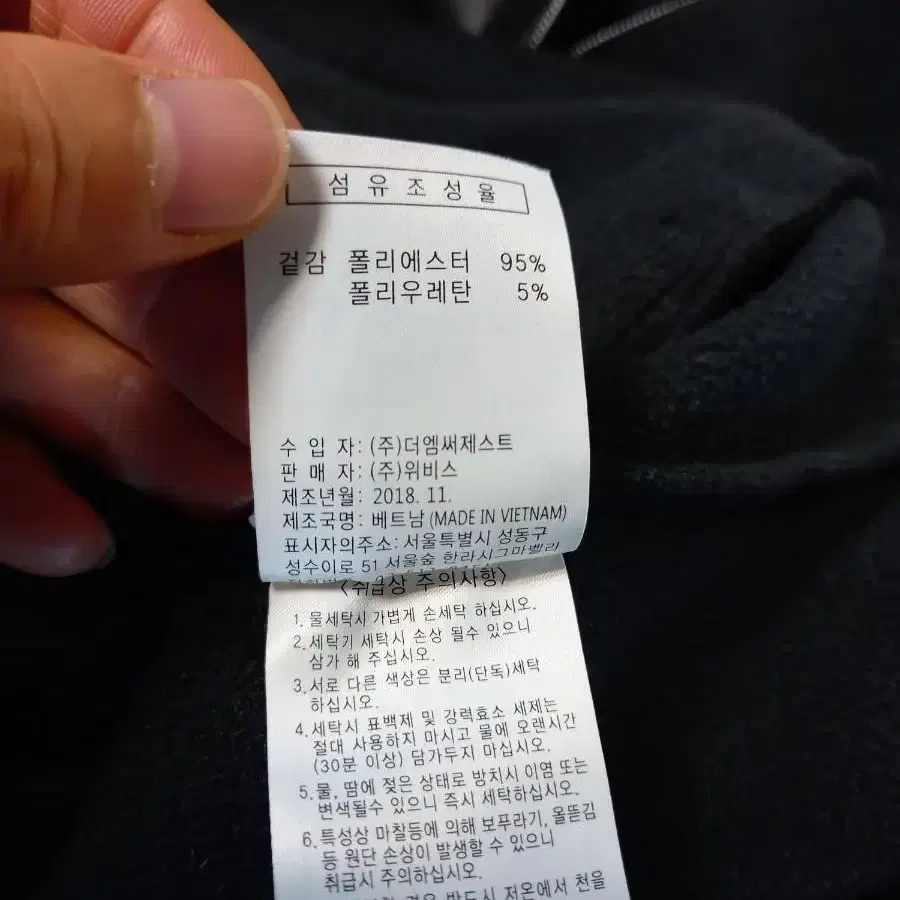 섬유조성율
겉감 폴리에스터 95%
폴리우레탄 5%
수 입 자: (주)더엠써제스트
판 매 자: (주)위비스
제조년월: 2018. 11.
제조국명: 베트남 (MADE IN VIETNAM)
표시자의주소: 서울특별시 성동구
성수이로 51 서울숲 한라시그마밸리
<취급상 주의사항>
1. 물세탁시 가볍게 손세탁 하십시오.
2. 세탁기 세탁시 손상 될수 있으니
삼가 해 주십시오.
3. 서로 다른 색상은 분리(단독)세탁
하십시오.
4. 세탁시 표백제 및 강력효소 세제는
절대 사용하지 마시고 물에 오랜시간
(30분 이상) 담가두지 마십시오.
5. 물, 땀에 젖은 상태로 방치시 이염 또는
변색될수 있으니 즉시 세탁하십시오.
6. 특성상 마찰등에 의해 보푸라기, 올뜯김
등 원단 손상이 발생할 수 있으니
취급시 주의하십시오.
경우 반드시 저온에서 천을